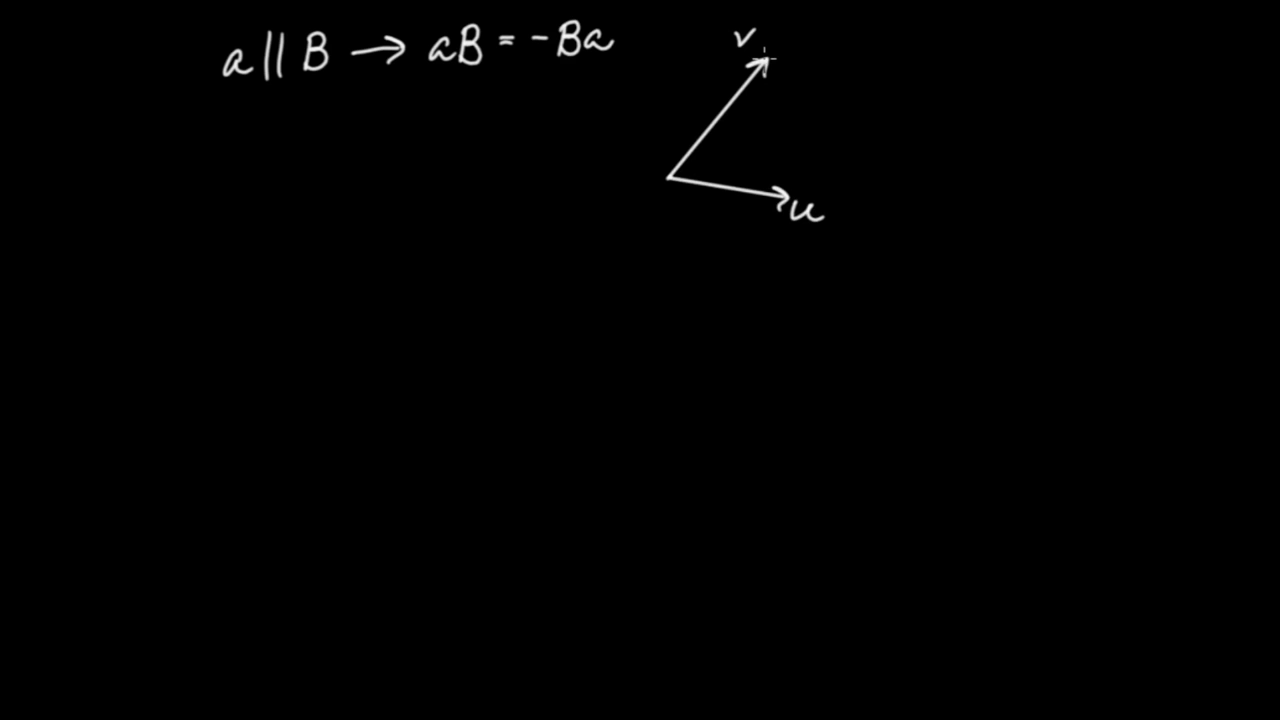 a || B → aB = -Ba
v
u